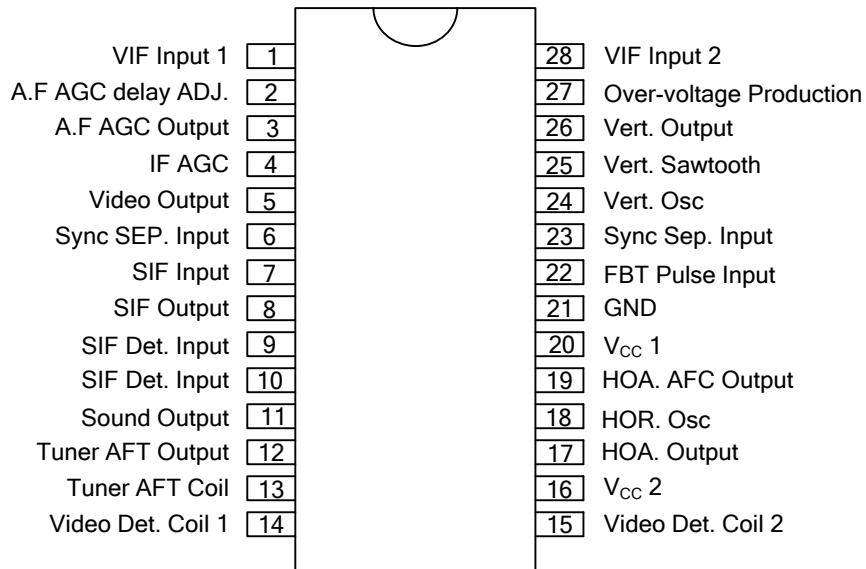 VIF Input 1 1 28 VIF Input 2
A.F AGC delay ADJ. 2 27 Over-voltage Production
A.F AGC Output 3 26 Vert. Output
IF AGC 4 25 Vert. Sawtooth
Video Output 5 24 Vert. Osc
Sync SEP. Input 6 23 Sync Sep. Input
SIF Input 7 22 FBT Pulse Input
SIF Output 8 21 GND
SIF Det. Input 9 20 VCC 1
SIF Det. Input 10 19 HOA. AFC Output
Sound Output 11 18 HOR. Osc
Tuner AFT Output 12 17 HOA. Output
Tuner AFT Coil 13 16 VCC 2
Video Det. Coil 1 14 15 Video Det. Coil 2